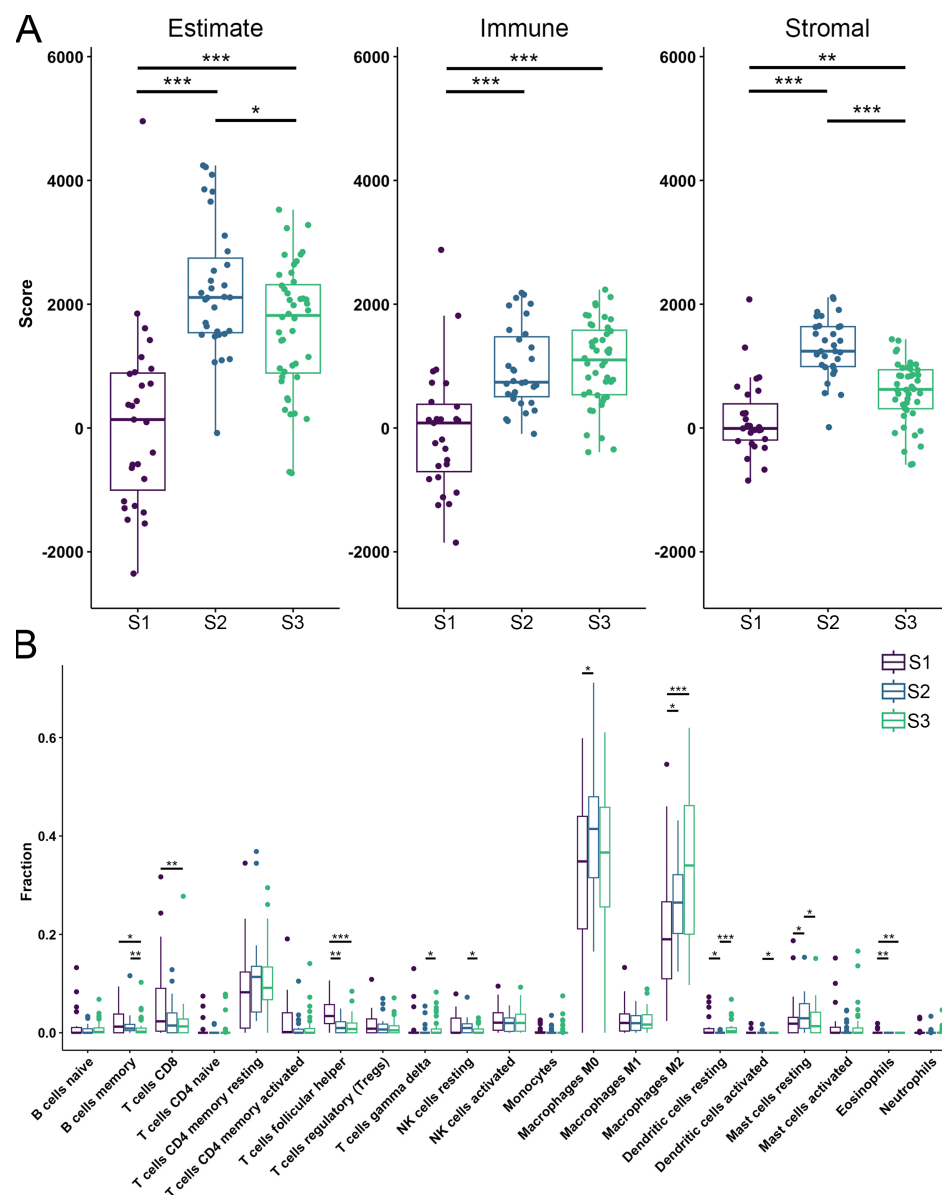 A
Estimate
Immune
Stromal
Score
6000
4000
2000
0
-2000
*** *** *
S1 S2 S3
6000
4000
2000
0
-2000
*** ***
S1 S2 S3
6000
4000
2000
0
-2000
** *** ***
S1 S2 S3
B
S1
S2
S3
Fraction
0.6
0.4
0.2
0.0
* **
**
*** **
*
*
*
*** *
*** *
*
* *
** **
B cells naive
B cells memory
T cells CD8
T cells CD4 naive
T cells CD4 memory resting
T cells CD4 memory activated
T cells follicular helper
T cells regulatory (Tregs)
T cells gamma delta
NK cells resting
NK cells activated
Monocytes
Macrophages M0
Macrophages M1
Macrophages M2
Dendritic cells resting
Dendritic cells activated
Mast cells resting
Mast cells activated
Eosinophils
Neutrophils